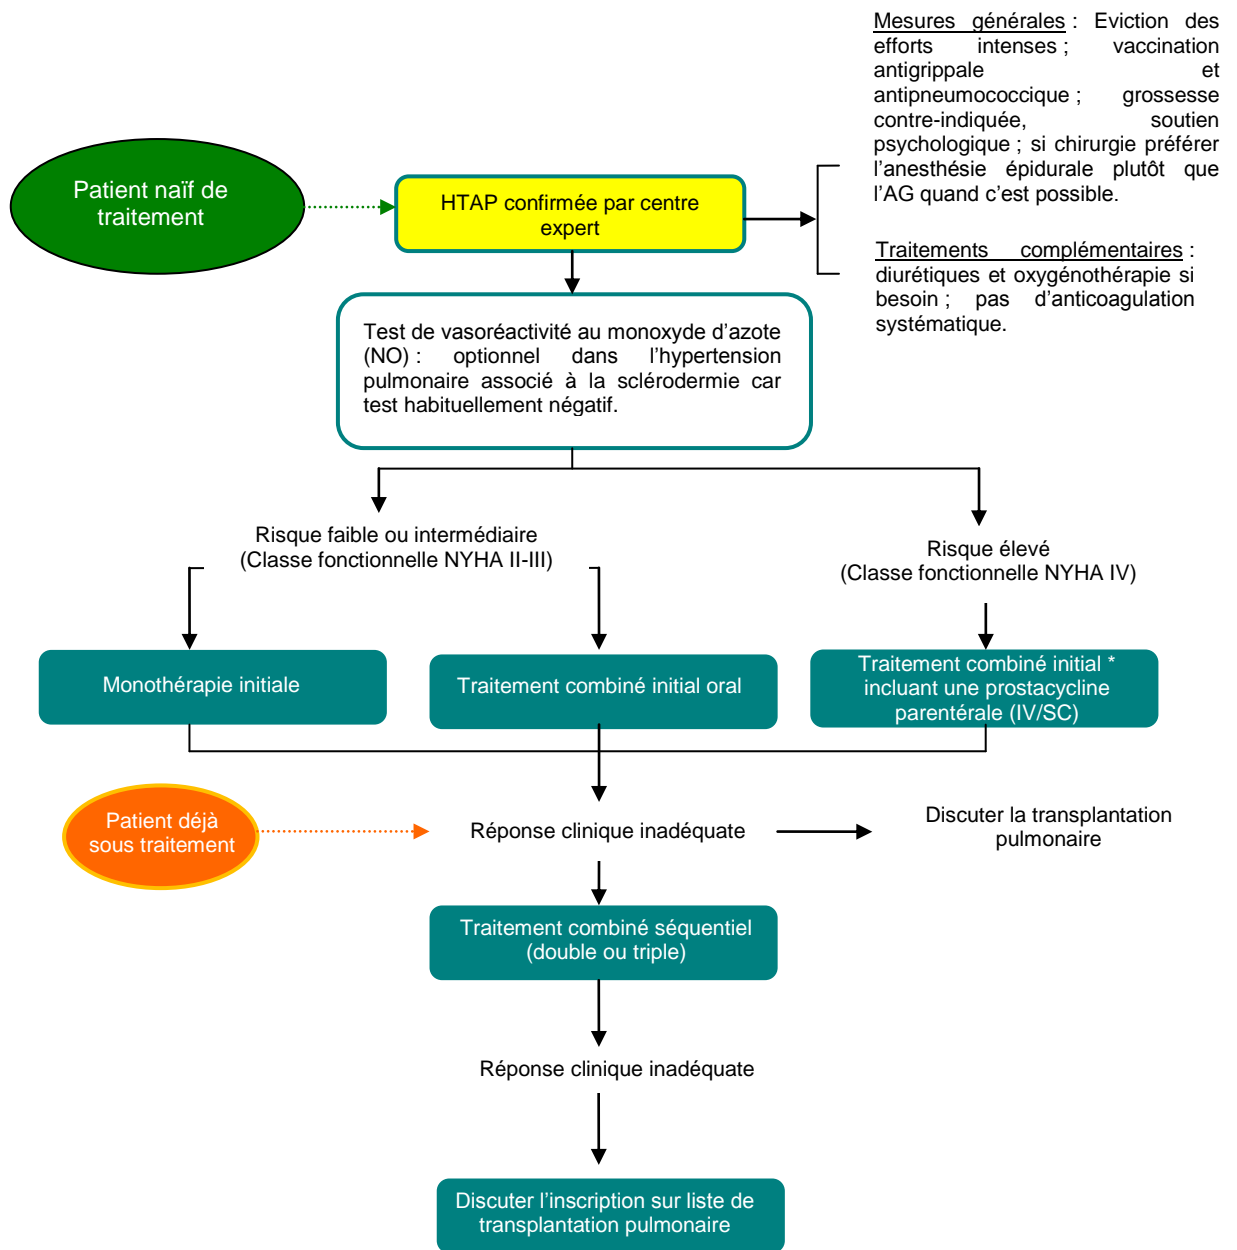 Mesures générales : Eviction des
efforts intenses ; vaccination
antigrippale et
antipneumococcique ; grossesse
contre-indiquée, soutien
psychologique ; si chirurgie préférer
l’anesthésie épidurale plutôt que
l’AG quand c’est possible.
Patient naïf de
traitement
HTAP confirmée par centre
expert
Traitements complémentaires :
diurétiques et oxygénothérapie si
besoin ; pas d’anticoagulation
systématique.
Test de vasoréactivité au monoxyde d’azote
(NO) : optionnel dans l’hypertension
pulmonaire associé à la sclérodermie car
test habituellement négatif.
Risque faible ou intermédiaire
(Classe fonctionnelle NYHA II-III)
Risque élevé
(Classe fonctionnelle NYHA IV)
Monothérapie initiale
Traitement combiné initial oral
Traitement combiné initial *
incluant une prostacycline
parentérale (IV/SC)
Patient déjà
sous traitement
Réponse clinique inadéquate
Discuter la transplantation
pulmonaire
Traitement combiné séquentiel
(double ou triple)
Réponse clinique inadéquate
Discuter l’inscription sur liste de
transplantation pulmonaire